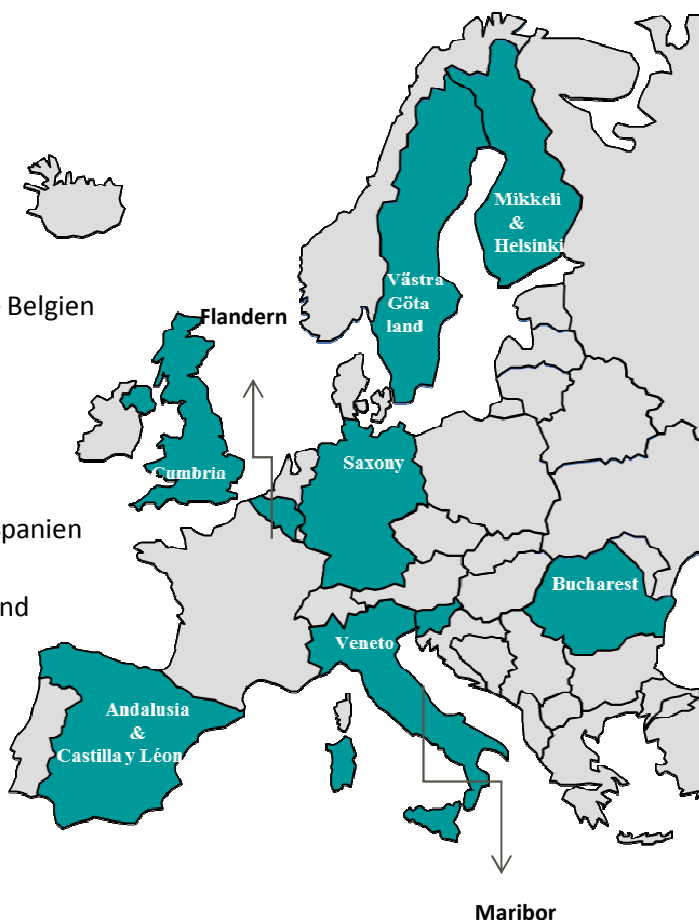 Mikkeli
&
Helsinki
Västra
Göta
land
Belgien
Flandern
Saxony
Cumbria
panien
Bucharest
nd
Veneto
Andalusia
&
Castilla y Léon
Maribor